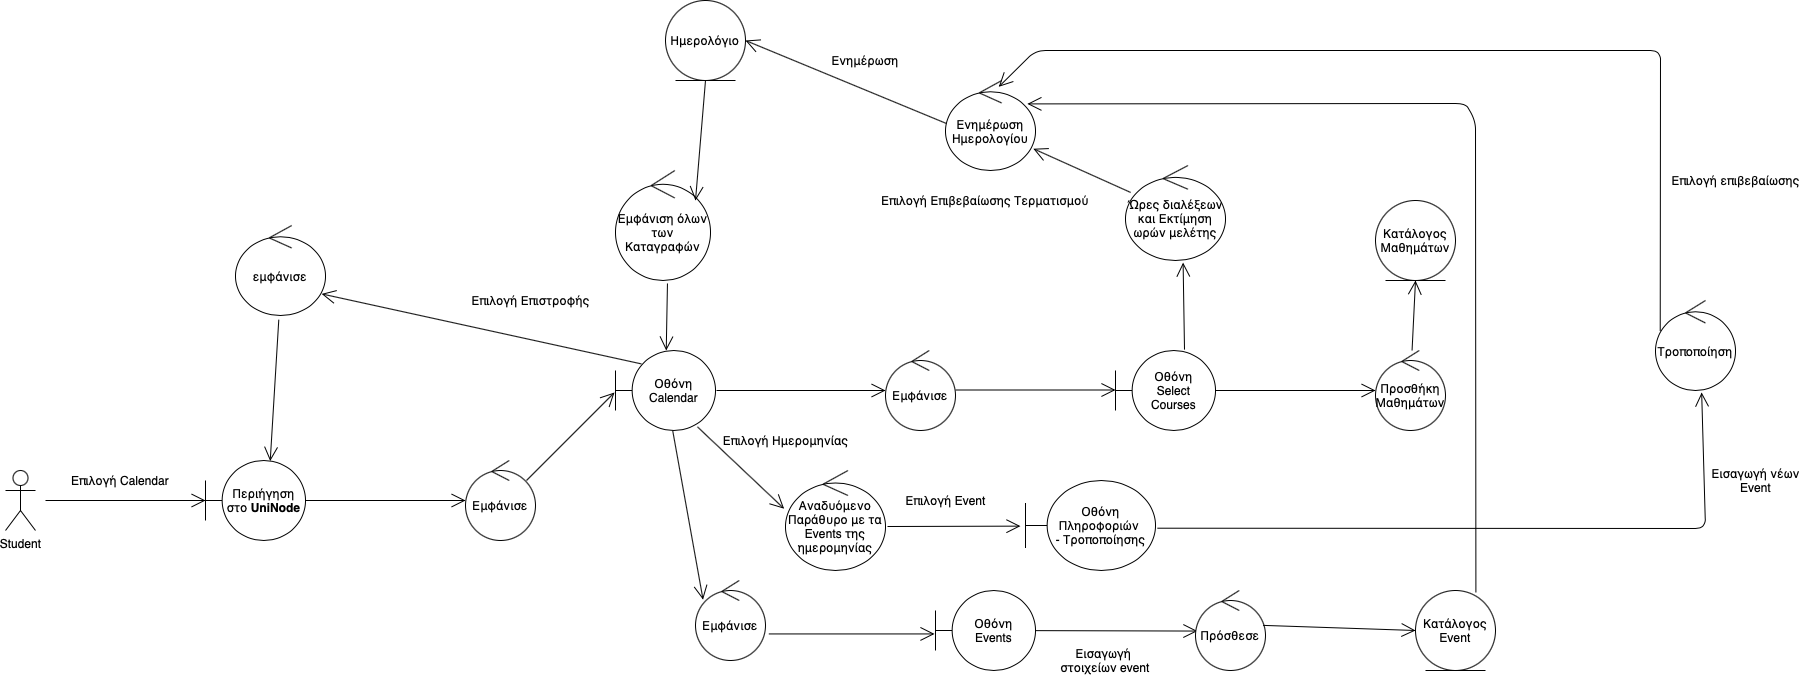 Ημερολόγιο
Ενημέρωση
Ενημέρωση
Ημερολογίου
Επιλογή επιβεβαίωσης
Επιλογή Επιβεβαίωσης Τερματισμού
Ώρες διαλέξεων
και Εκτίμηση
ωρών μελέτης
Κατάλογος
Μαθημάτων
Εμφάνιση όλων
των
Καταγραφών
εμφάνισε
Επιλογή Επιστροφής
Τροποποίηση
Οθόνη
Calendar
Εμφάνισε
Οθόνη
Select
Courses
Προσθήκη
Μαθημάτων
Επιλογή Ημερομηνίας
Επιλογή Calendar
Περιήγηση
στο UniNode
Εμφάνισε
Αναδυόμενο
Παράθυρο με τα
Events της
ημερομηνίας
Επιλογή Event
Οθόνη
Πληροφοριών
- Τροποποίησης
Εισαγωγή νέων
Event
Student
Εμφάνισε
Οθόνη
Events
Εισαγωγή
στοιχείων event
Πρόσθεσε
Κατάλογος
Event